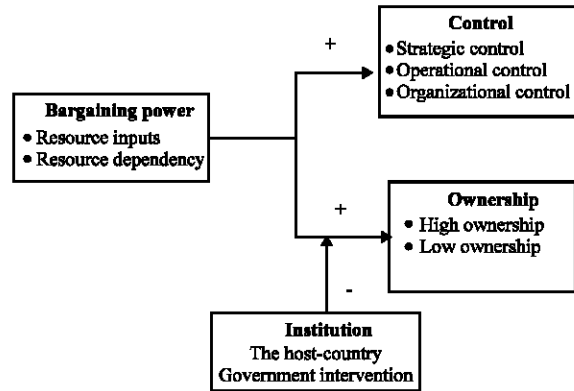 Control
+
• Strategic control
• Operational control
• Organizational control
Bargaining power
• Resource inputs
• Resource dependency
+
Ownership
• High ownership
• Low ownership
-
Institution
The host-country
Government intervention